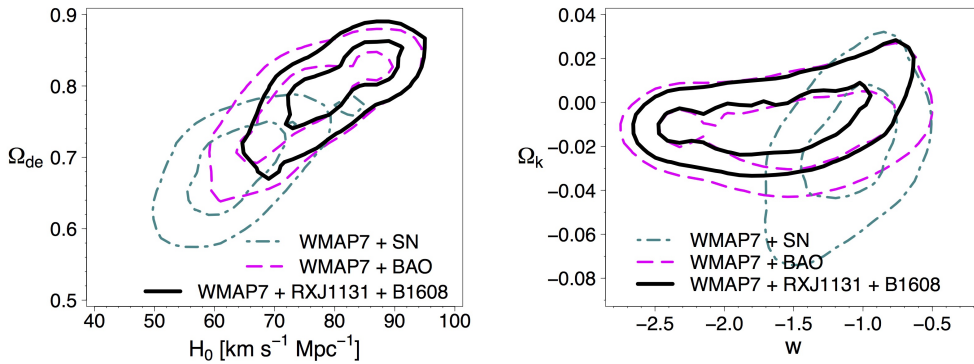 0.9
0.8
0.7
0.6
0.5
Ω_de
WMAP7 + SN
WMAP7 + BAO
WMAP7 + RXJ1131 + B1608
40 50 60 70 80 90 100
H₀ [km s⁻¹ Mpc⁻¹]
0.04
0.02
0.00
−0.02
−0.04
−0.06
−0.08
Ω_k
WMAP7 + SN
WMAP7 + BAO
WMAP7 + RXJ1131 + B1608
−2.5 −2.0 −1.5 −1.0 −0.5
w